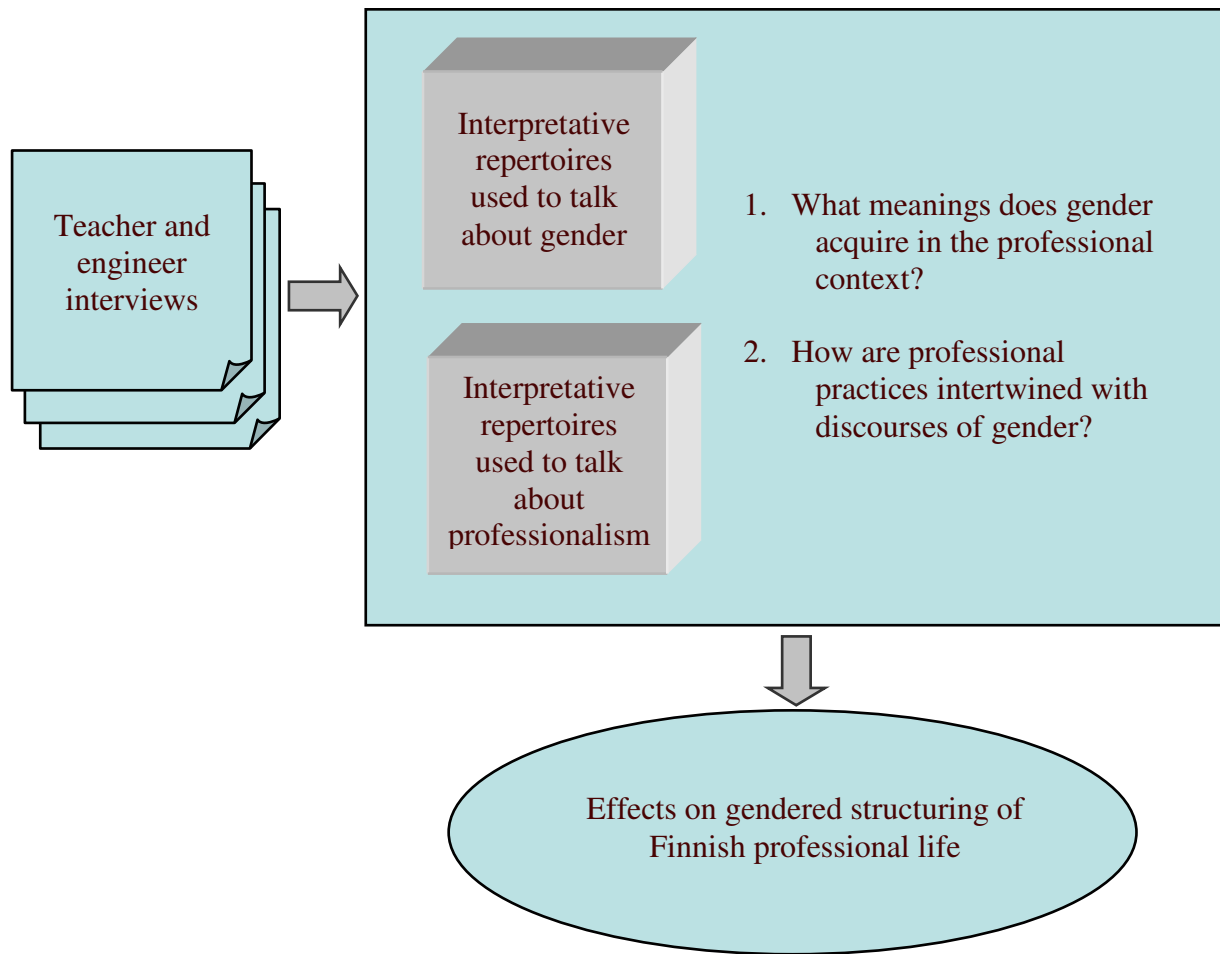 Teacher and
engineer
interviews
Interpretative
repertoires
used to talk
about gender
Interpretative
repertoires
used to talk
about
professionalism
1. What meanings does gender
acquire in the professional
context?
2. How are professional
practices intertwined with
discourses of gender?
Effects on gendered structuring of
Finnish professional life